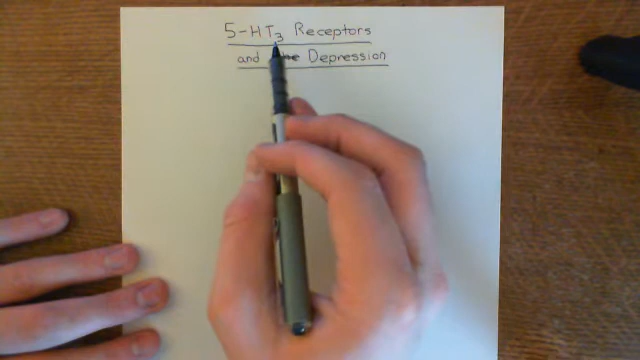 5-HT₃ Receptors
and Depression